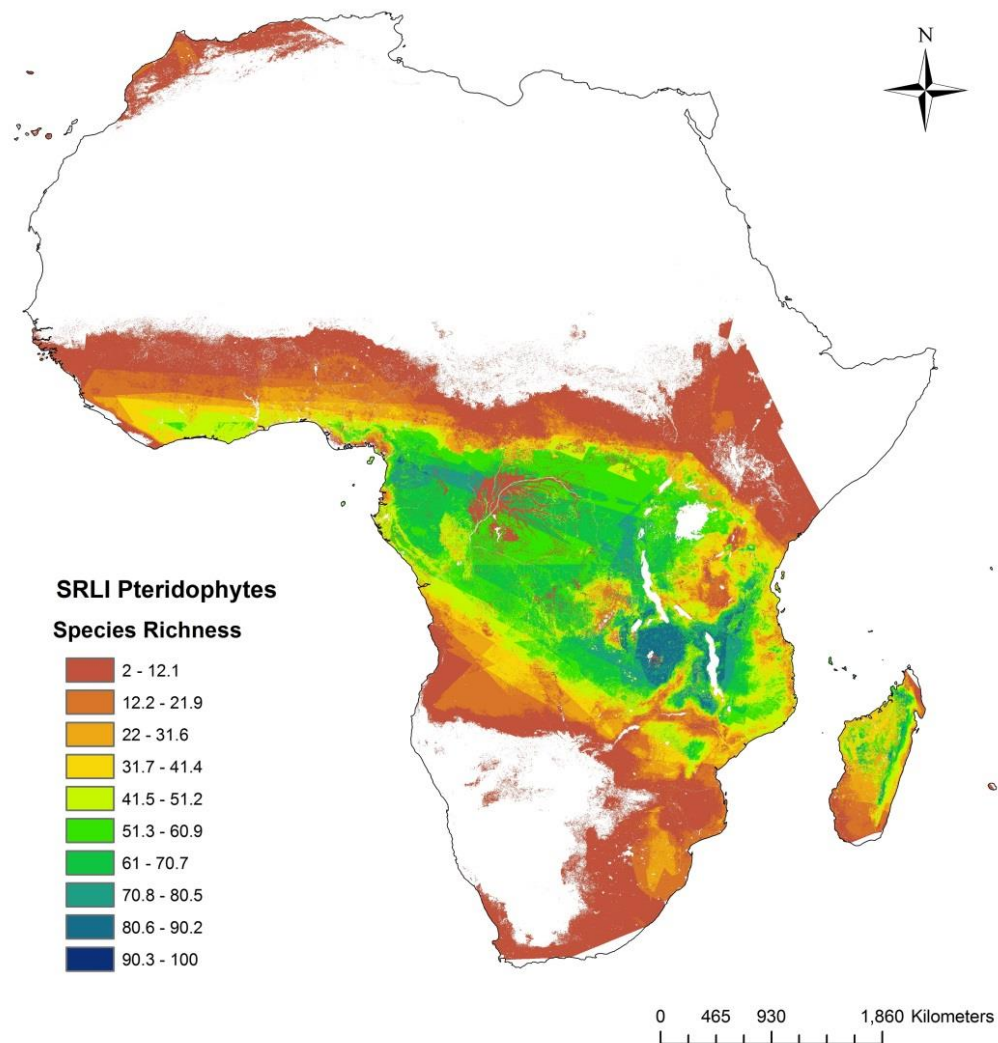 N
SRLI Pteridophytes
Species Richness
2 - 12.1
12.2 - 21.9
22 - 31.6
31.7 - 41.4
41.5 - 51.2
51.3 - 60.9
61 - 70.7
70.8 - 80.5
80.6 - 90.2
90.3 - 100
0 465 930 1,860 Kilometers